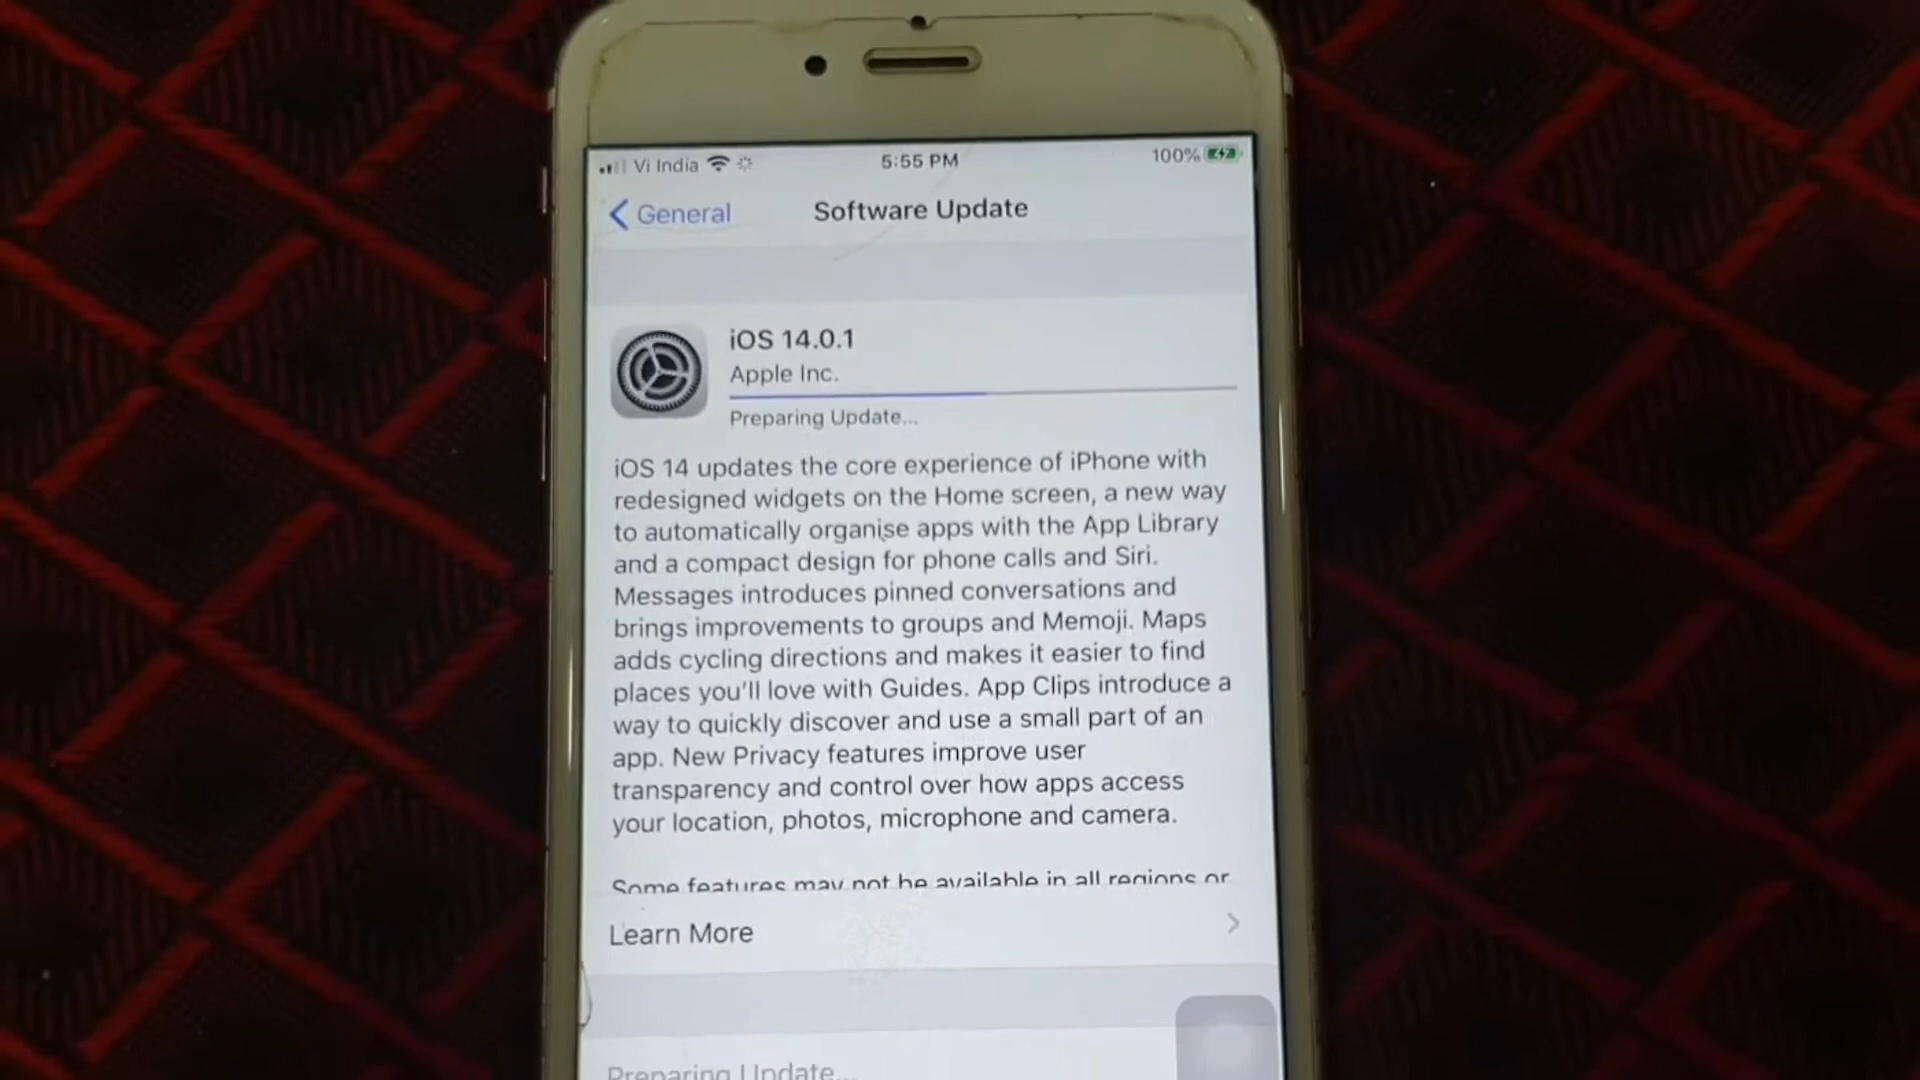 Vi India 5:55 PM 100%
General Software Update
iOS 14.0.1
Apple Inc.
Preparing Update...
iOS 14 updates the core experience of iPhone with
redesigned widgets on the Home screen, a new way
to automatically organise apps with the App Library
and a compact design for phone calls and Siri.
Messages introduces pinned conversations and
brings improvements to groups and Memoji. Maps
adds cycling directions and makes it easier to find
places you'll love with Guides. App Clips introduce a
way to quickly discover and use a small part of an
app. New Privacy features improve user
transparency and control over how apps access
your location, photos, microphone and camera.
Some features may not be available in all regions or
Learn More
Preparing Update...